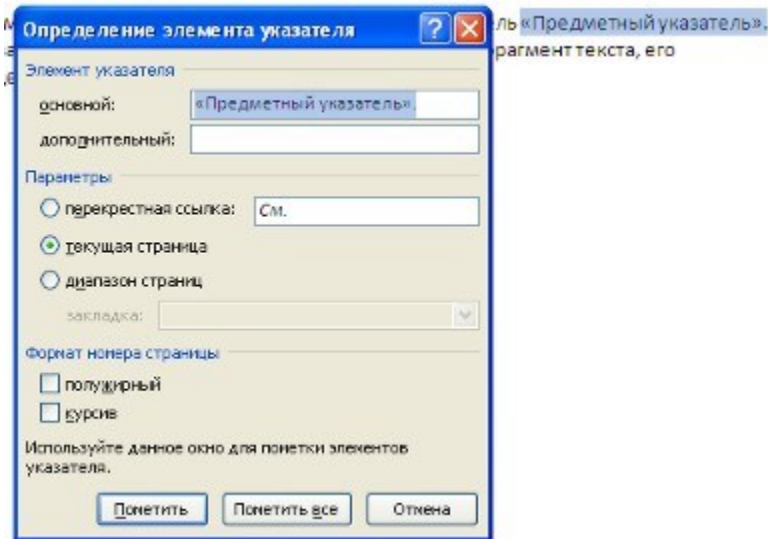 ль «Предметный указатель».
рагмент текста, его
Определение элемента указателя
Элемент указателя
основной: «Предметный указатель».
дополнительный:
Параметры
перекрестная ссылка: См.
текущая страница
диапазон страниц
закладка:
Формат номера страницы
полужирный
курсив
Используйте данное окно для пометки элементов
указателя.
Пометить Пометить все Отмена